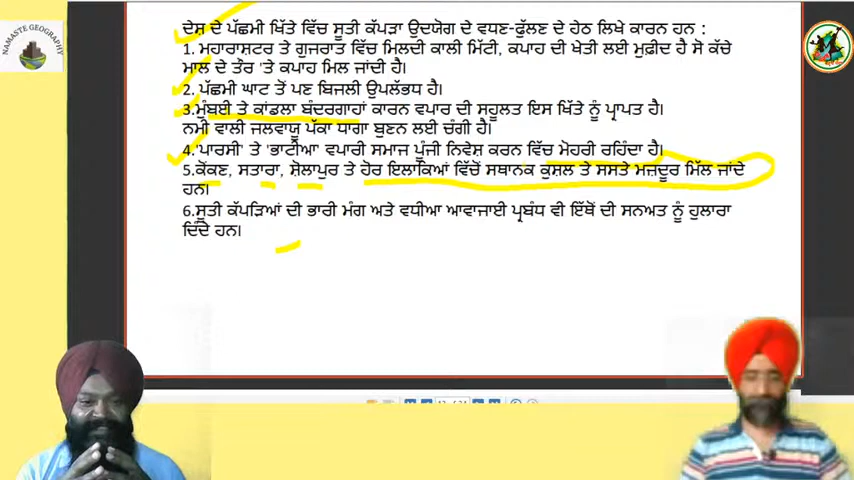 NAMASTE GEOGRAPHY
ਦੇਸ਼ ਦੇ ਪੱਛਮੀ ਖਿੱਤੇ ਵਿੱਚ ਸੂਤੀ ਕੱਪੜਾ ਉਦਯੋਗ ਦੇ ਵਧਣ-ਫੁੱਲਣ ਦੇ ਹੇਠ ਲਿਖੇ ਕਾਰਨ ਹਨ :
1. ਮਹਾਰਾਸ਼ਟਰ ਤੇ ਗੁਜਰਾਤ ਵਿੱਚ ਮਿਲਦੀ ਕਾਲੀ ਮਿੱਟੀ, ਕਪਾਹ ਦੀ ਖੇਤੀ ਲਈ ਮੁਫ਼ੀਦ ਹੈ ਸੋ ਕੱਚੇ
ਮਾਲ ਦੇ ਤੌਰ 'ਤੇ ਕਪਾਹ ਮਿਲ ਜਾਂਦੀ ਹੈ।
2. ਪੱਛਮੀ ਘਾਟ ਤੋਂ ਪਣ ਬਿਜਲੀ ਉਪਲੱਭਧ ਹੈ।
3.ਮੁੰਬਈ ਤੇ ਕਾਂਡਲਾ ਬੰਦਰਗਾਹਾਂ ਕਾਰਨ ਵਪਾਰ ਦੀ ਸਹੂਲਤ ਇਸ ਖਿੱਤੇ ਨੂੰ ਪ੍ਰਾਪਤ ਹੈ।
ਨਮੀ ਵਾਲੀ ਜਲਵਾਯੂ ਪੱਕਾ ਧਾਗਾ ਬੁਣਨ ਲਈ ਚੰਗੀ ਹੈ।
4.'ਪਾਰਸੀ' ਤੇ 'ਭਾਟੀਆ' ਵਪਾਰੀ ਸਮਾਜ ਪੂੰਜੀ ਨਿਵੇਸ਼ ਕਰਨ ਵਿੱਚ ਮੋਹਰੀ ਰਹਿੰਦਾ ਹੈ।
5.ਕੋਂਕਣ, ਸਤਾਰਾ, ਸ਼ੋਲਾਪੁਰ ਤੇ ਹੋਰ ਇਲਾਕਿਆਂ ਵਿੱਚੋਂ ਸਥਾਨਕ ਕੁਸ਼ਲ ਤੇ ਸਸਤੇ ਮਜ਼ਦੂਰ ਮਿੱਲ ਜਾਂਦੇ
ਹਨ।
6.ਸੂਤੀ ਕੱਪੜਿਆਂ ਦੀ ਭਾਰੀ ਮੰਗ ਅਤੇ ਵਧੀਆ ਆਵਾਜਾਈ ਪ੍ਰਬੰਧ ਵੀ ਇੱਥੋਂ ਦੀ ਸਨਅਤ ਨੂੰ ਹੁਲਾਰਾ
ਦਿੰਦੇ ਹਨ।